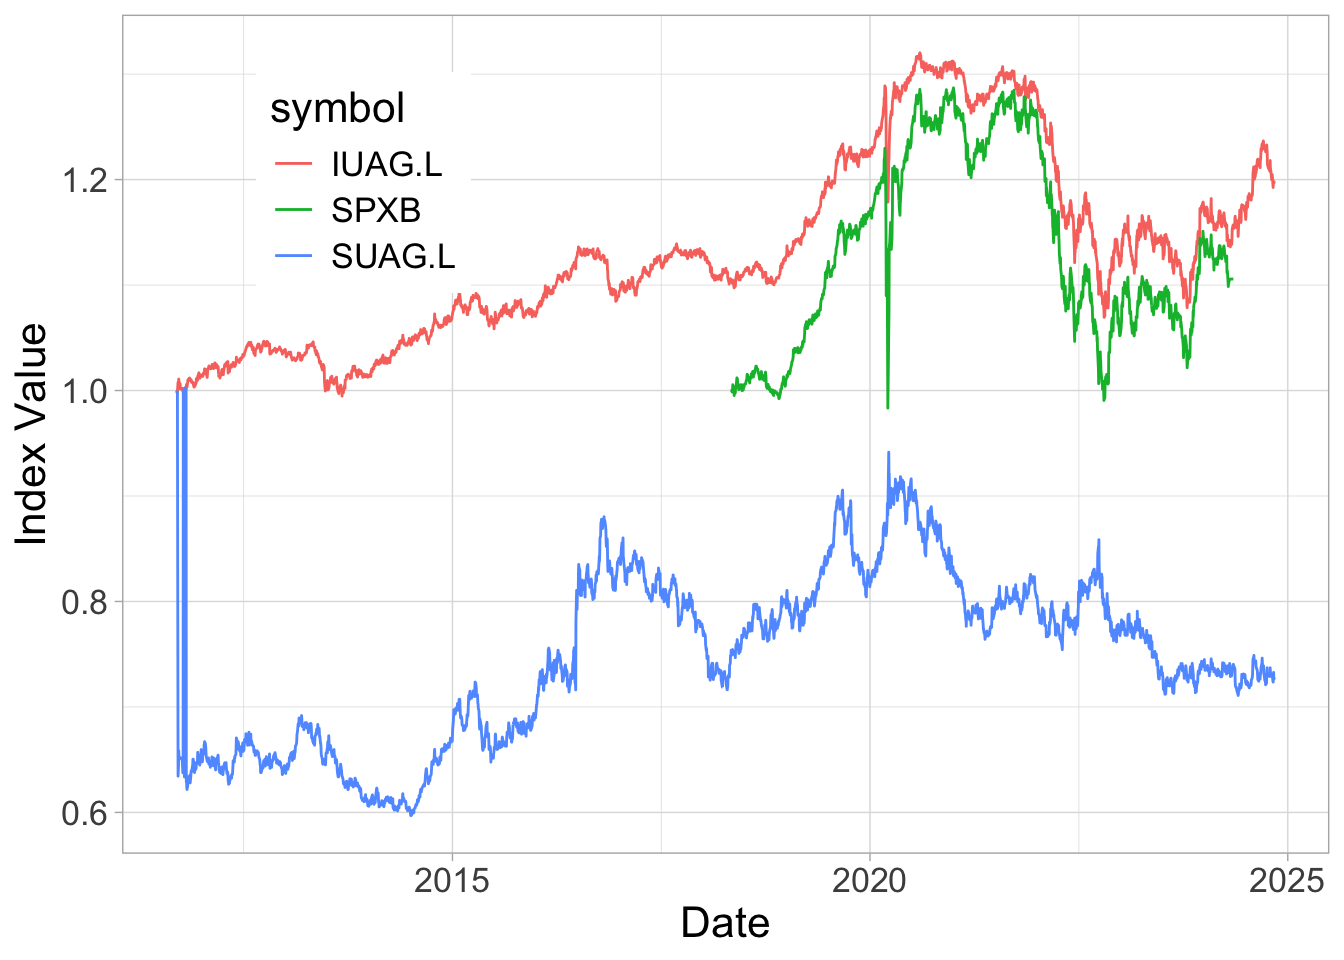 symbol
IUAG.L
SPXB
SUAG.L
1.2
1.0
0.8
0.6
Index Value
2015
2020
2025
Date